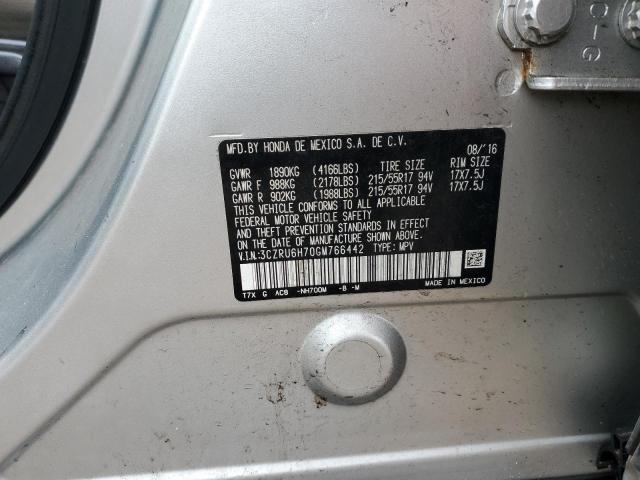 MFD.BY HONDA DE MEXICO S.A. DE C.V. 08/'16
GVWR 1890KG (4166LBS) TIRE SIZE RIM SIZE
GAWR F 988KG (2178LBS) 215/55R17 94V 17X7.5J
GAWR R 902KG (1988LBS) 215/55R17 94V 17X7.5J
THIS VEHICLE CONFORMS TO ALL APPLICABLE
FEDERAL MOTOR VEHICLE SAFETY
AND THEFT PREVENTION STANDARDS IN EFFECT
ON THE DATE OF MANUFACTURE SHOWN ABOVE.
V.I.N:3CZRU6H70GM766442 TYPE: MPV
T7X G AC8 -NH700M -B -M MADE IN MEXICO